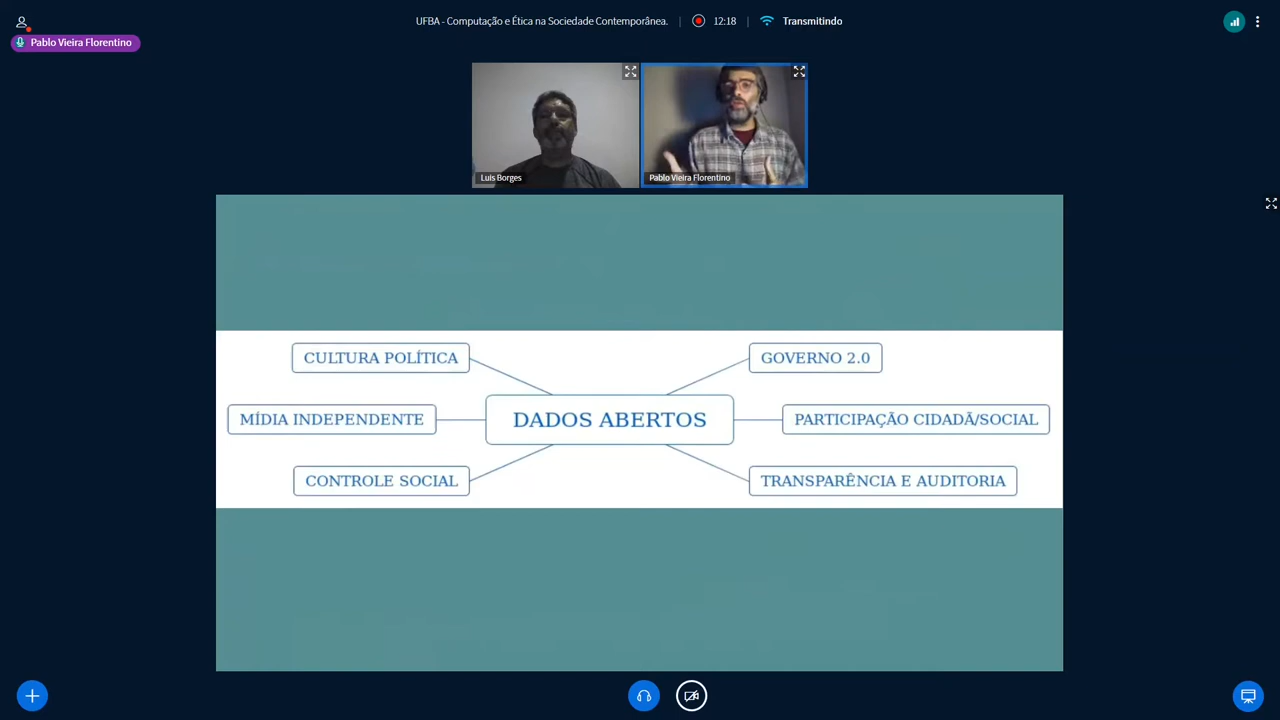 UFBA - Computação e Ética na Sociedade Contemporânea.
12:18
Transmitindo
Pablo Vieira Florentino
Luis Borges
Pablo Vieira Florentino
CULTURA POLÍTICA
GOVERNO 2.0
MÍDIA INDEPENDENTE
DADOS ABERTOS
PARTICIPAÇÃO CIDADÃ/SOCIAL
CONTROLE SOCIAL
TRANSPARÊNCIA E AUDITORIA